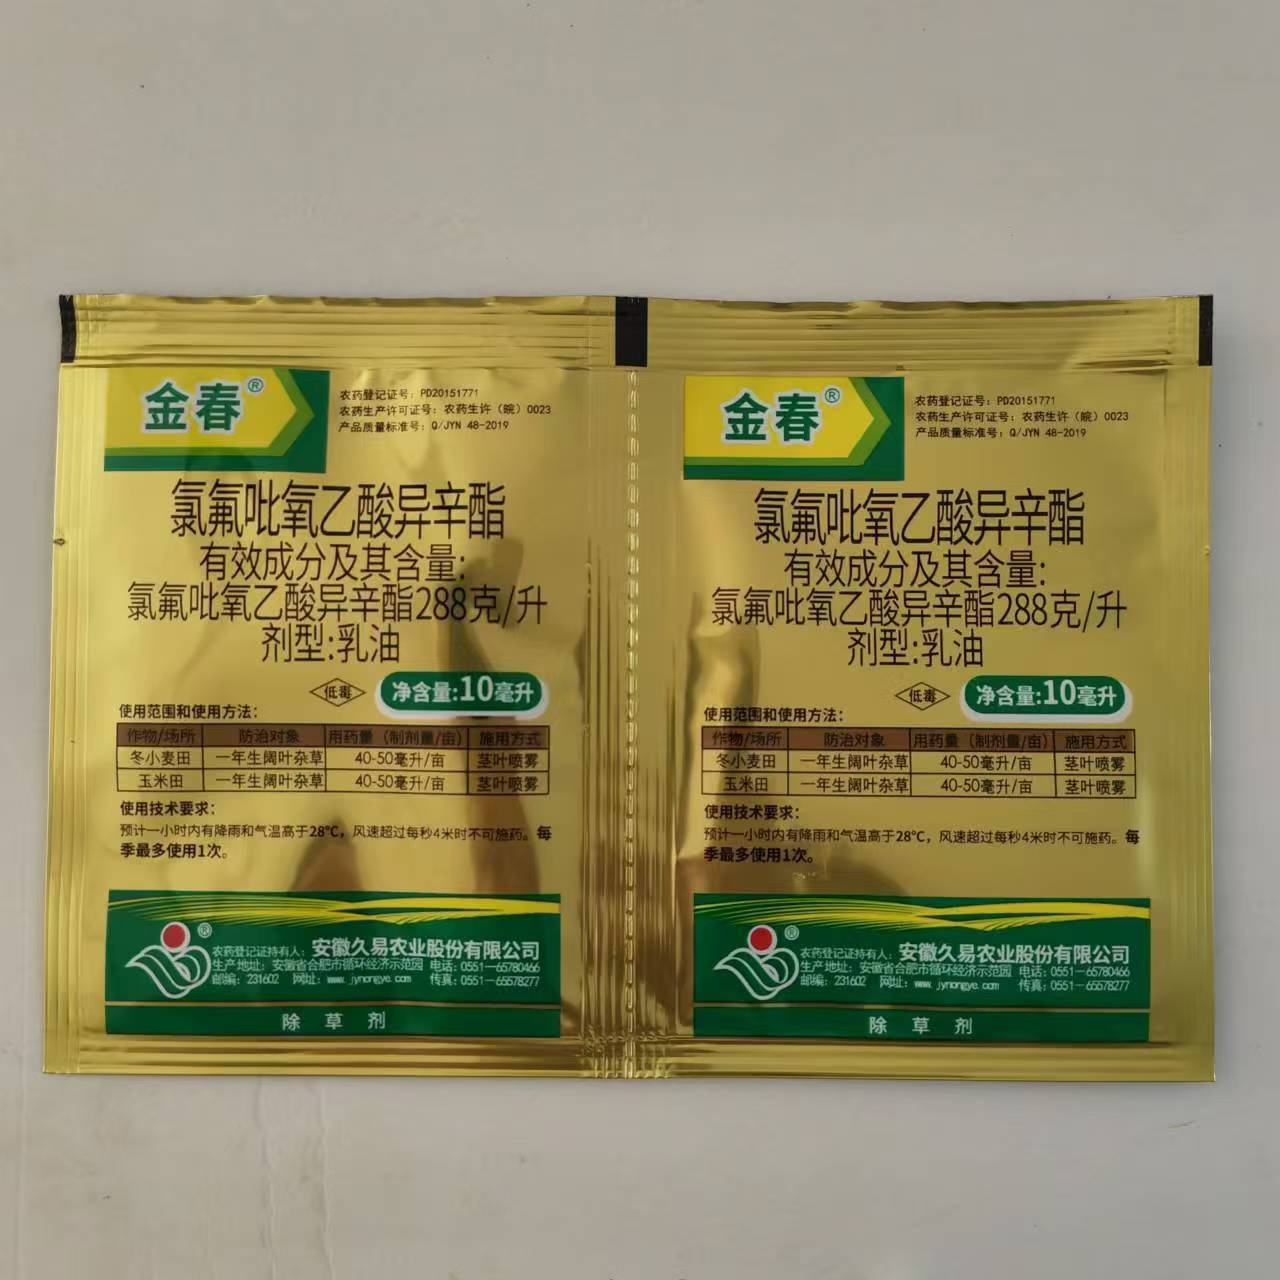 金春®
农药登记证号：PD20151771
农药生产许可证号：农药生许（皖）0023
产品质量标准号：Q/JYN 48-2019
氯氟吡氧乙酸异辛酯
有效成分及其含量：
氯氟吡氧乙酸异辛酯288克/升
剂型:乳油
低毒
净含量:10毫升
使用范围和使用方法：
作物/场所 防治对象 用药量（制剂量/亩） 施用方式
冬小麦田 一年生阔叶杂草 40-50毫升/亩 茎叶喷雾
玉米田 一年生阔叶杂草 40-50毫升/亩 茎叶喷雾
使用技术要求：
预计一小时内有降雨和气温高于28°C，风速超过每秒4米时不可施药。每
季最多使用1次。
®
农药登记证持有人：安徽久易农业股份有限公司
生产地址：安徽省合肥市循环经济示范园 电话：0551－65780466
邮编：231602 网址：www.jynongye.com 传真：0551－65578277
除草剂
金春®
农药登记证号：PD20151771
农药生产许可证号：农药生许（皖）0023
产品质量标准号：Q/JYN 48-2019
氯氟吡氧乙酸异辛酯
有效成分及其含量：
氯氟吡氧乙酸异辛酯288克/升
剂型:乳油
低毒
净含量:10毫升
使用范围和使用方法：
作物/场所 防治对象 用药量（制剂量/亩） 施用方式
冬小麦田 一年生阔叶杂草 40-50毫升/亩 茎叶喷雾
玉米田 一年生阔叶杂草 40-50毫升/亩 茎叶喷雾
使用技术要求：
预计一小时内有降雨和气温高于28°C，风速超过每秒4米时不可施药。每
季最多使用1次。
®
农药登记证持有人：安徽久易农业股份有限公司
生产地址：安徽省合肥市循环经济示范园 电话：0551－65780466
邮编：231602 网址：www.jynongye.com 传真：0551－65578277
除草剂